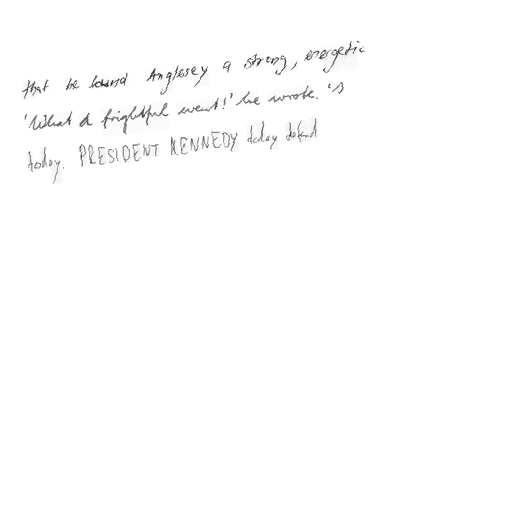 that he found Anglesey a strong, energetic
'What a frightful event!' he wrote. 'A
today. PRESIDENT KENNEDY today defend